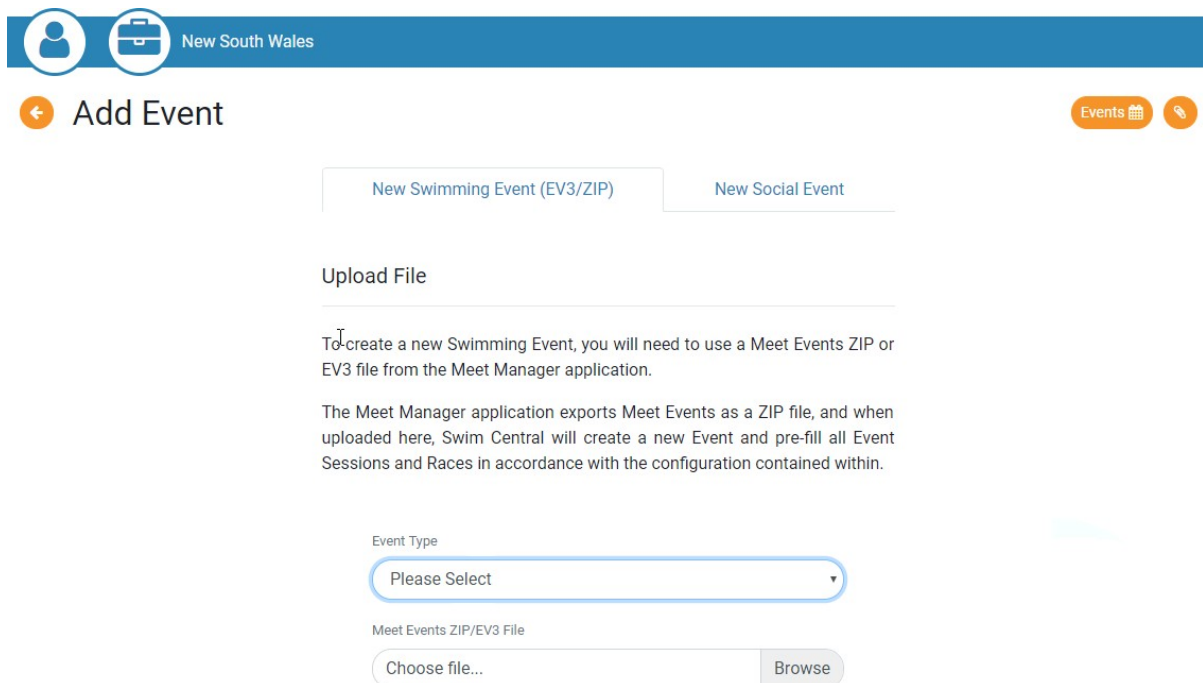 New South Wales
Add Event
Events
New Swimming Event (EV3/ZIP)
New Social Event
Upload File
To create a new Swimming Event, you will need to use a Meet Events ZIP or
EV3 file from the Meet Manager application.
The Meet Manager application exports Meet Events as a ZIP file, and when
uploaded here, Swim Central will create a new Event and pre-fill all Event
Sessions and Races in accordance with the configuration contained within.
Event Type
Please Select
Meet Events ZIP/EV3 File
Choose file...
Browse